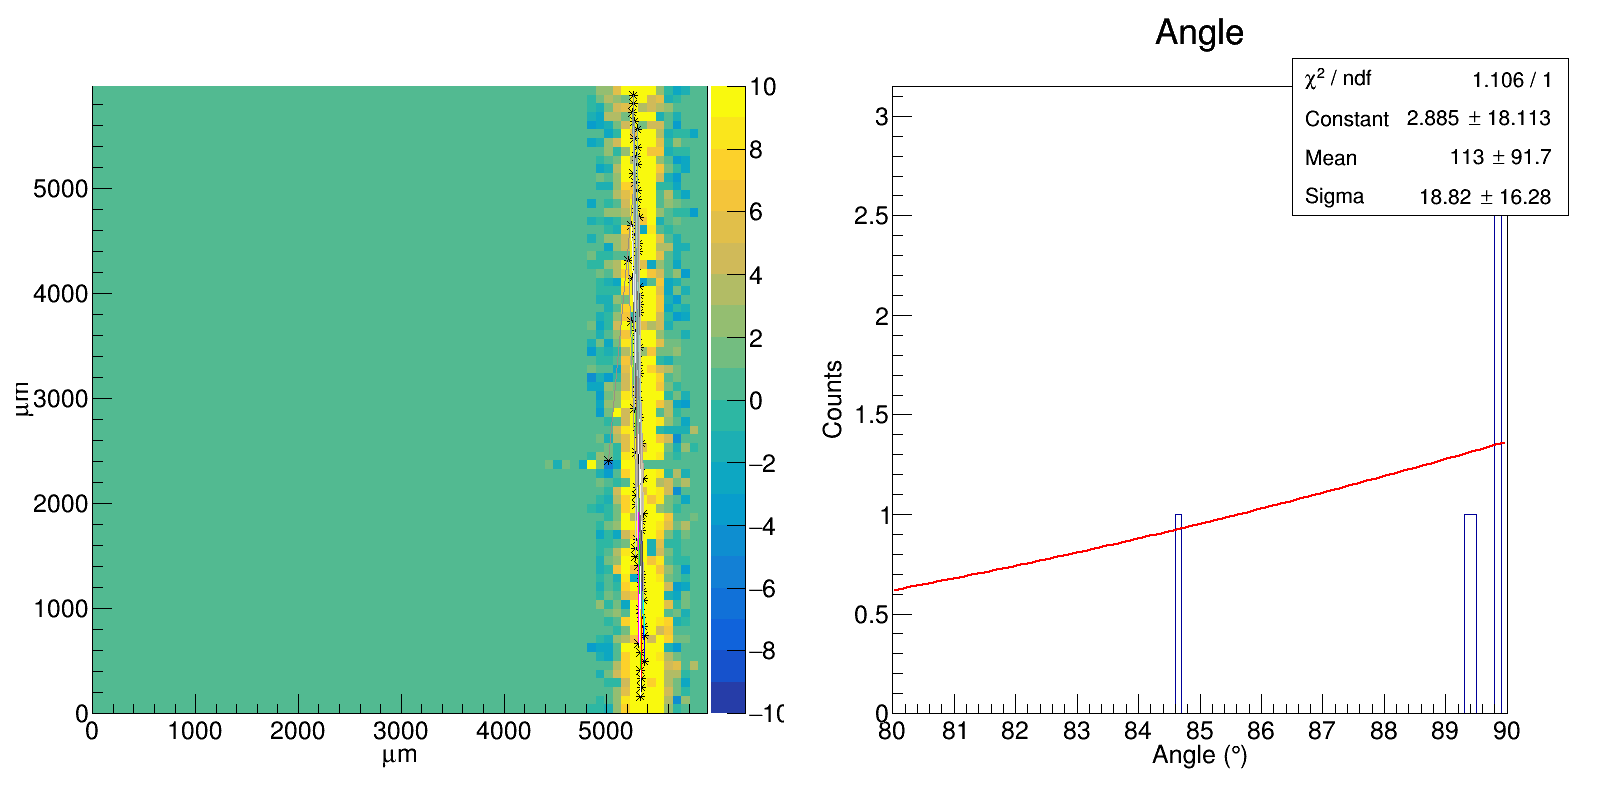 Angle
χ² / ndf 1.106 / 1
Constant 2.885 ± 18.113
Mean 113 ± 91.7
Sigma 18.82 ± 16.28
μm
5000
4000
3000
2000
1000
0
0 1000 2000 3000 4000 5000
μm
10
8
6
4
2
0
−2
−4
−6
−8
−10
Counts
3
2.5
2
1.5
1
0.5
0
80 81 82 83 84 85 86 87 88 89 90
Angle (°)